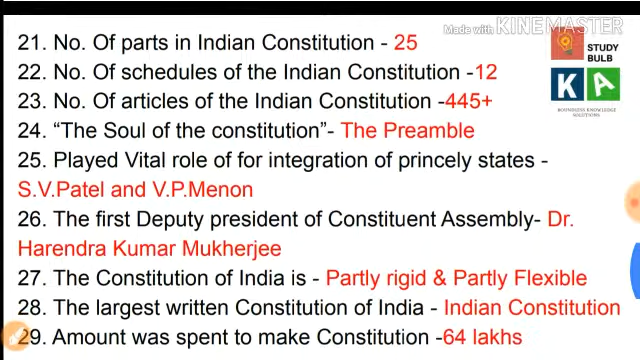 Made with KINEMASTER
21. No. Of parts in Indian Constitution - 25
22. No. Of schedules of the Indian Constitution -12
23. No. Of articles of the Indian Constitution -445+
24. “The Soul of the constitution”- The Preamble
25. Played Vital role of for integration of princely states -
S.V.Patel and V.P.Menon
26. The first Deputy president of Constituent Assembly- Dr.
Harendra Kumar Mukherjee
27. The Constitution of India is - Partly rigid & Partly Flexible
28. The largest written Constitution of India - Indian Constitution
29. Amount was spent to make Constitution -64 lakhs
STUDY
BULB
K A
BOUNDLESS KNOWLEDGE
SOLUTIONS